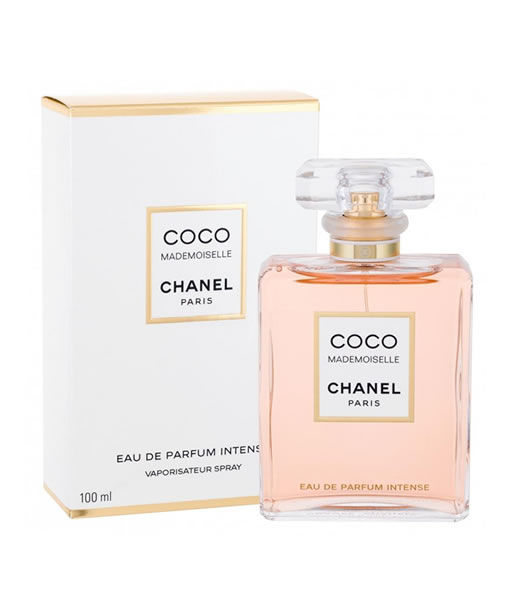 COCO
MADEMOISELLE
CHANEL
PARIS
EAU DE PARFUM INTENS
VAPORISATEUR SPRAY
100 ml
COCO
MADEMOISELLE
CHANEL
PARIS
EAU DE PARFUM INTENSE